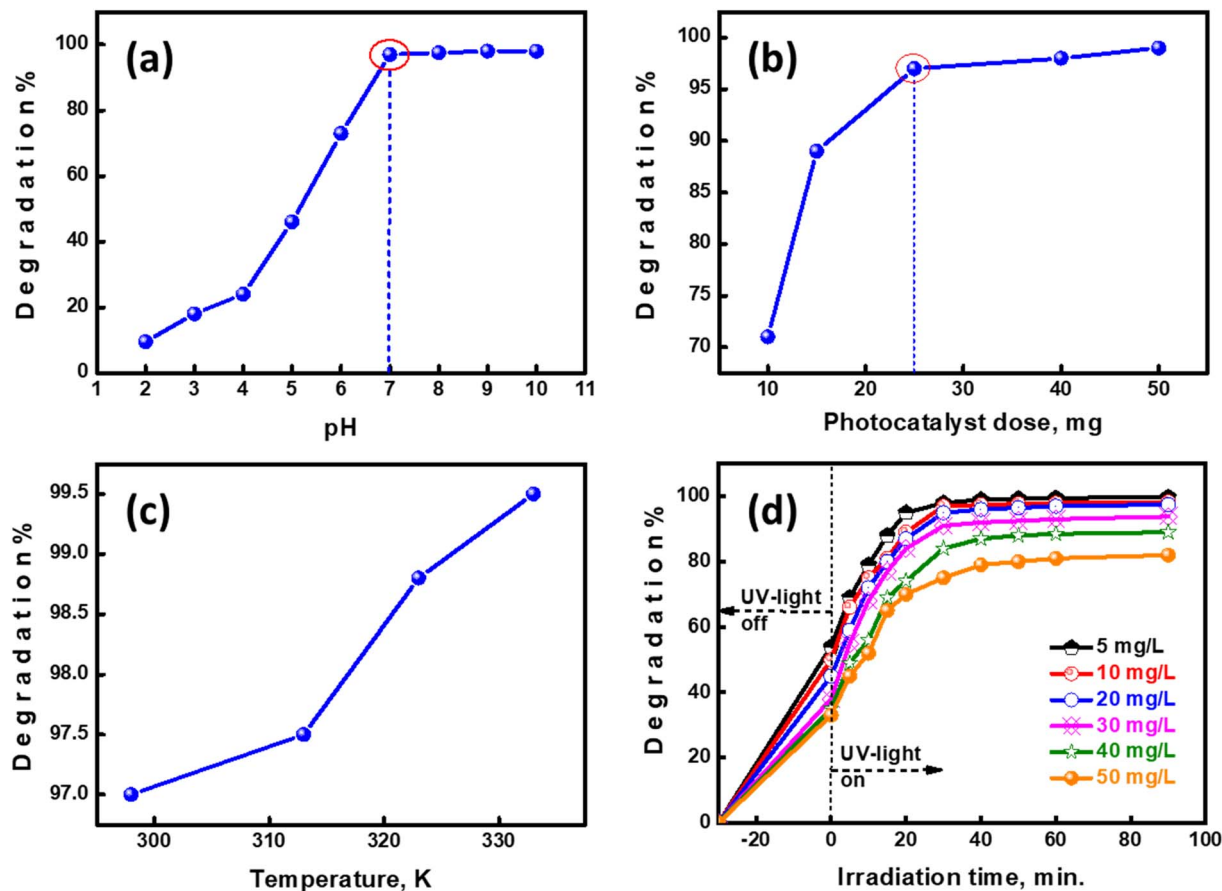 (a)
Degradation%
100
80
60
40
20
0
1 2 3 4 5 6 7 8 9 10 11
pH
(b)
Degradation%
100
95
90
85
80
75
70
10 20 30 40 50
Photocatalyst dose, mg
(c)
Degradation%
99.5
99.0
98.5
98.0
97.5
97.0
300 310 320 330
Temperature, K
(d)
Degradation%
100
80
60
40
20
0
UV-light
off
UV-light
on
5 mg/L
10 mg/L
20 mg/L
30 mg/L
40 mg/L
50 mg/L
-20 0 20 40 60 80 100
Irradiation time, min.